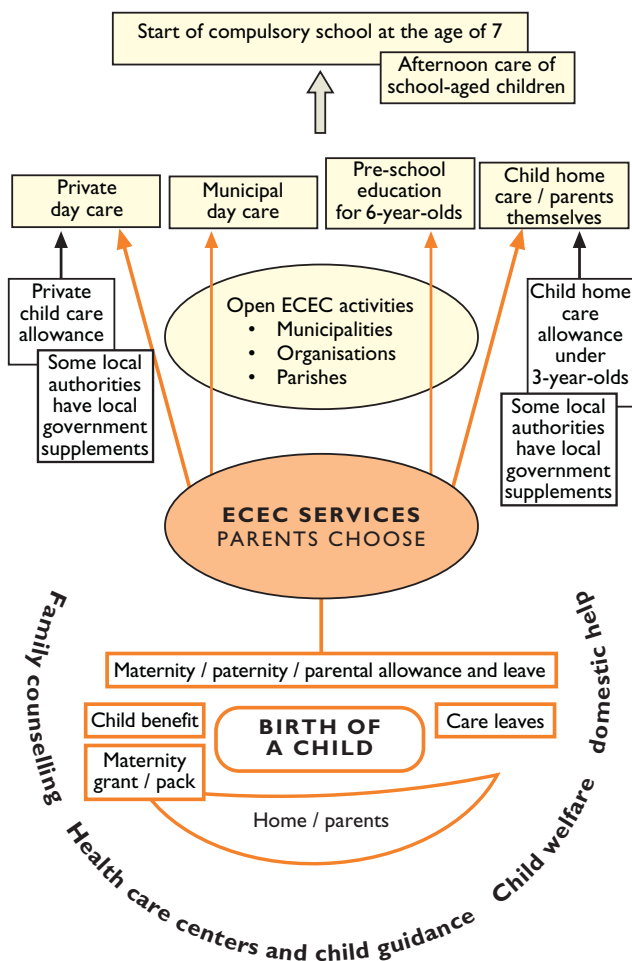 Start of compulsory school at the age of 7
Afternoon care of
school-aged children
Private
day care
Municipal
day care
Pre-school
education
for 6-year-olds
Child home
care / parents
themselves
Private
child care
allowance
Some local
authorities
have local
government
supplements
Open ECEC activities
• Municipalities
• Organisations
• Parishes
Child home
care
allowance
under
3-year-olds
Some local
authorities
have local
government
supplements
ECEC SERVICES
PARENTS CHOOSE
Maternity / paternity / parental allowance and leave
Child benefit
BIRTH OF
A CHILD
Care leaves
Maternity
grant / pack
Home / parents
Family counselling
Health care centers and child guidance
Child welfare
domestic help